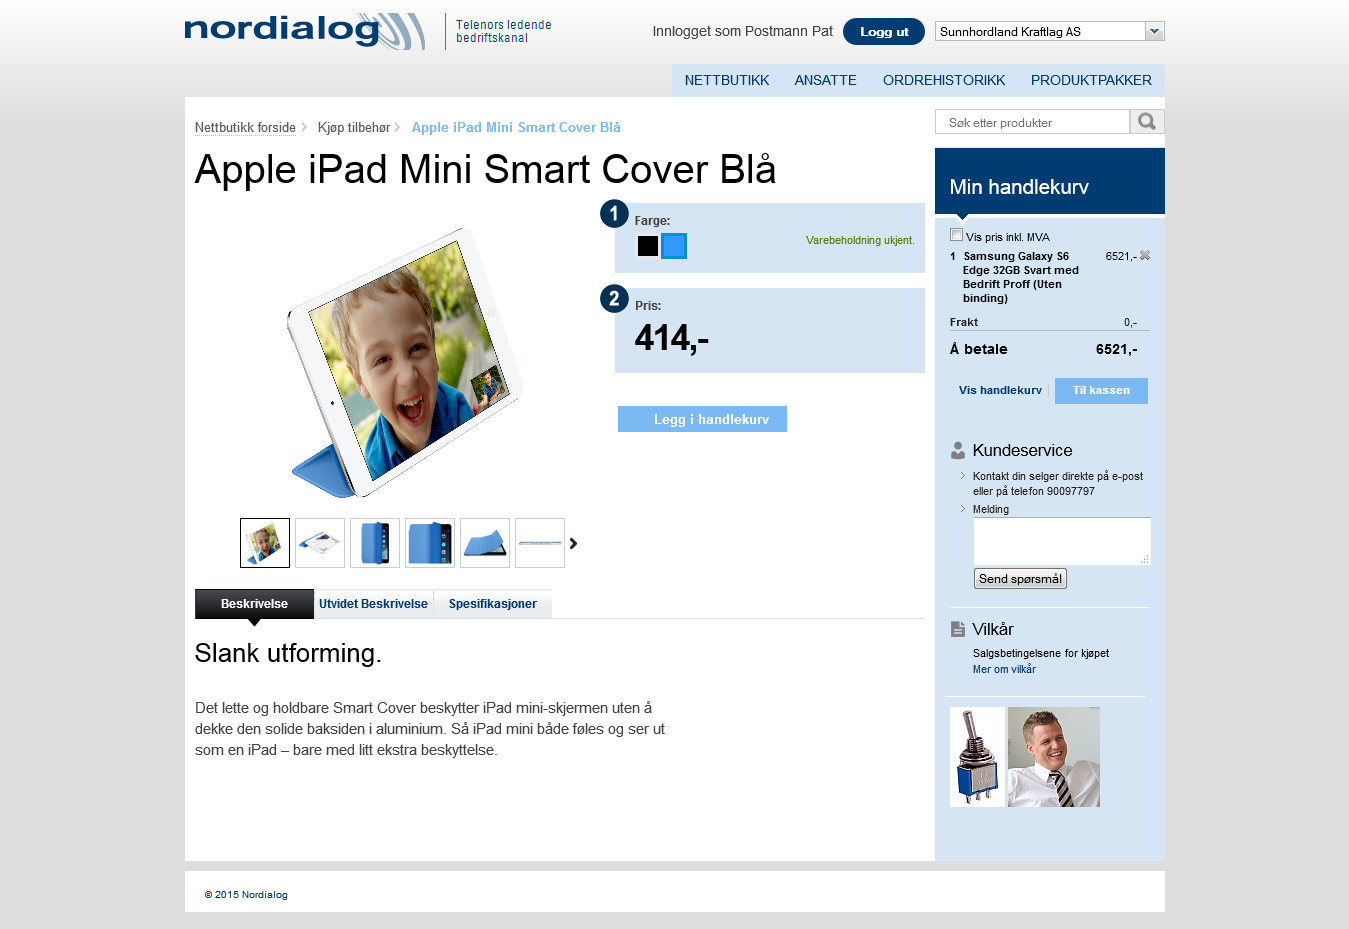 nordialog
Telenors ledende
bedriftskanal
Innlogget som Postmann Pat
Logg ut
Sunnhordland Kraftlag AS
NETTBUTIKK
ANSATTE
ORDREHISTORIKK
PRODUKTPAKKER
Nettbutikk forside
Kjøp tilbehør
Apple iPad Mini Smart Cover Blå
Søk etter produkter
Apple iPad Mini Smart Cover Blå
1
Farge:
Varebeholdning ukjent.
2
Pris:
414,-
Legg i handlekurv
Beskrivelse
Utvidet Beskrivelse
Spesifikasjoner
Slank utforming.
Det lette og holdbare Smart Cover beskytter iPad mini-skjermen uten å
dekke den solide baksiden i aluminium. Så iPad mini både føles og ser ut
som en iPad – bare med litt ekstra beskyttelse.
Min handlekurv
Vis pris inkl. MVA
1 Samsung Galaxy S6 6521,-
Edge 32GB Svart med
Bedrift Proff (Uten
binding)
Frakt 0,-
Å betale 6521,-
Vis handlekurv
Til kassen
Kundeservice
Kontakt din selger direkte på e-post
eller på telefon 90097797
Melding
Send spørsmål
Vilkår
Salgsbetingelsene for kjøpet
Mer om vilkår
© 2015 Nordialog